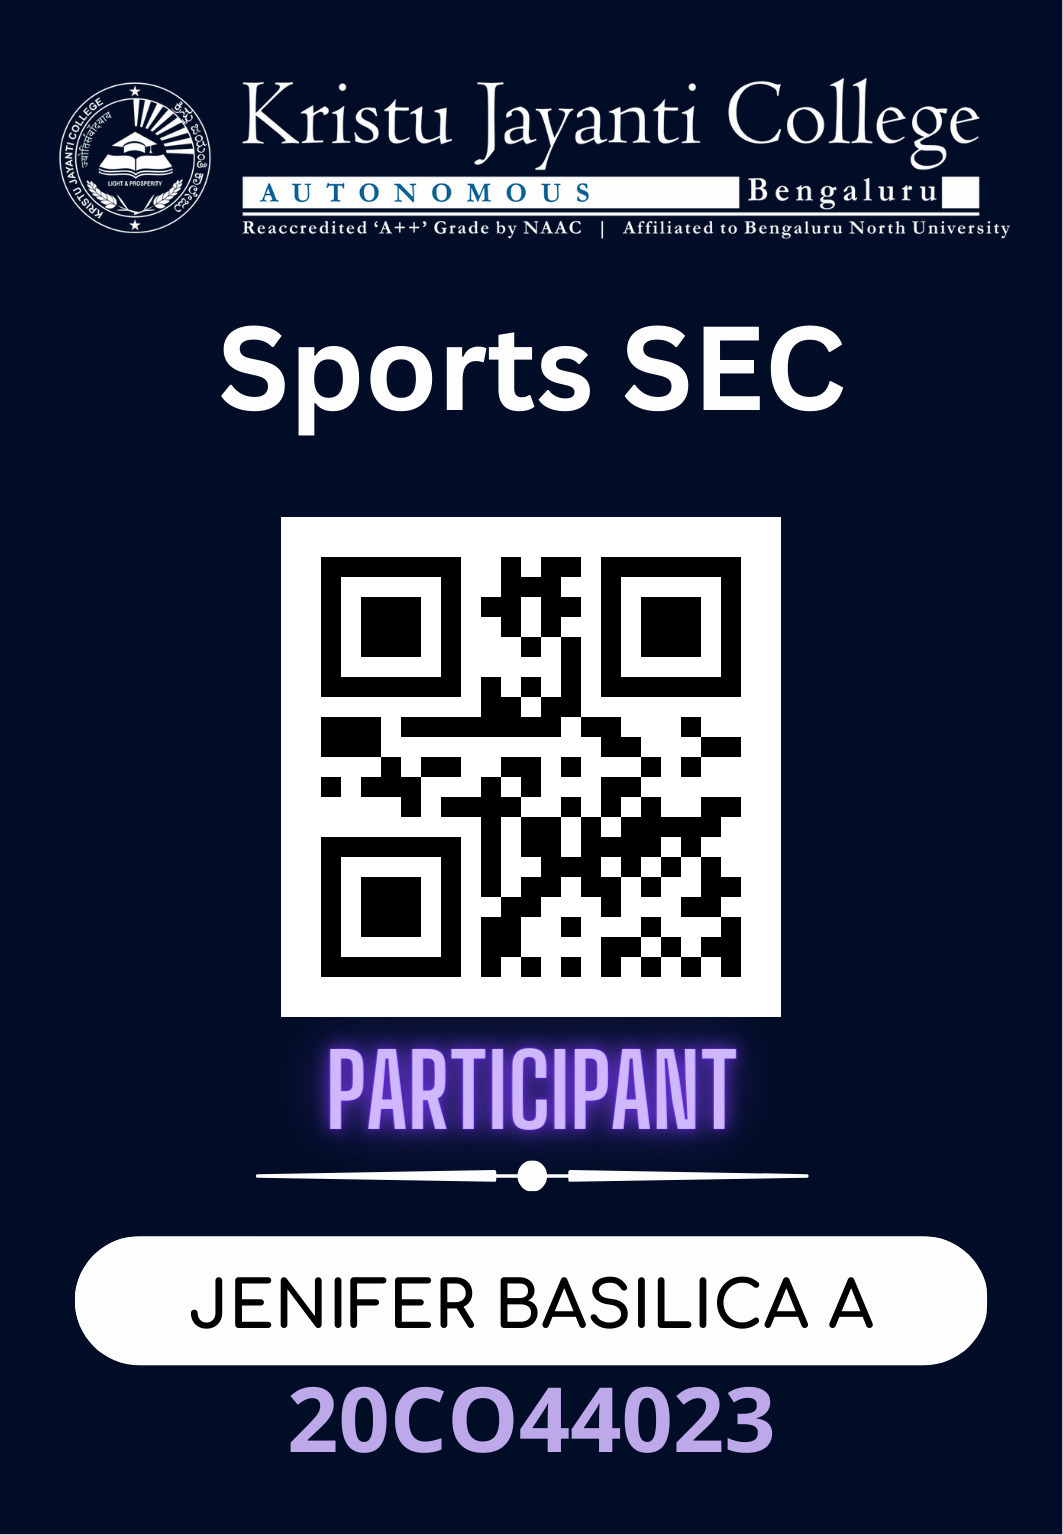 KRISTU JAYANTI COLLEGE
ಕ್ರಿಸ್ತು ಜಯಂತಿ ಕಾಲೇಜು
LIGHT & PROSPERITY
Kristu Jayanti College
AUTONOMOUS Bengaluru
Reaccredited ‘A++’ Grade by NAAC | Affiliated to Bengaluru North University
Sports SEC
PARTICIPANT
JENIFER BASILICA A
20CO44023